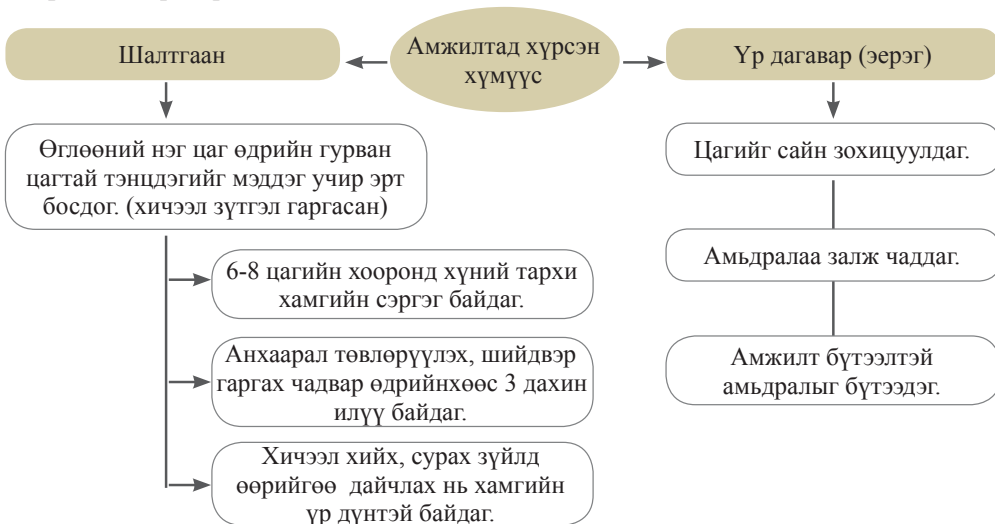 Амжилтад хүрсэн
хүмүүс
Шалтгаан
Өглөөний нэг цаг өдрийн гурван
цагтай тэнцдэгийг мэддэг учир эрт
босдог. (хичээл зүтгэл гаргасан)
6-8 цагийн хооронд хүний тархи
хамгийн сэргэг байдаг.
Анхаарал төвлөрүүлэх, шийдвэр
гаргах чадвар өдрийнхөөс 3 дахин
илүү байдаг.
Хичээл хийх, сурах зүйлд
өөрийгөө дайчлах нь хамгийн
үр дүнтэй байдаг.
Үр дагавар (эерэг)
Цагийг сайн зохицуулдаг.
Амьдралаа залж чаддаг.
Амжилт бүтээлтэй
амьдралыг бүтээдэг.